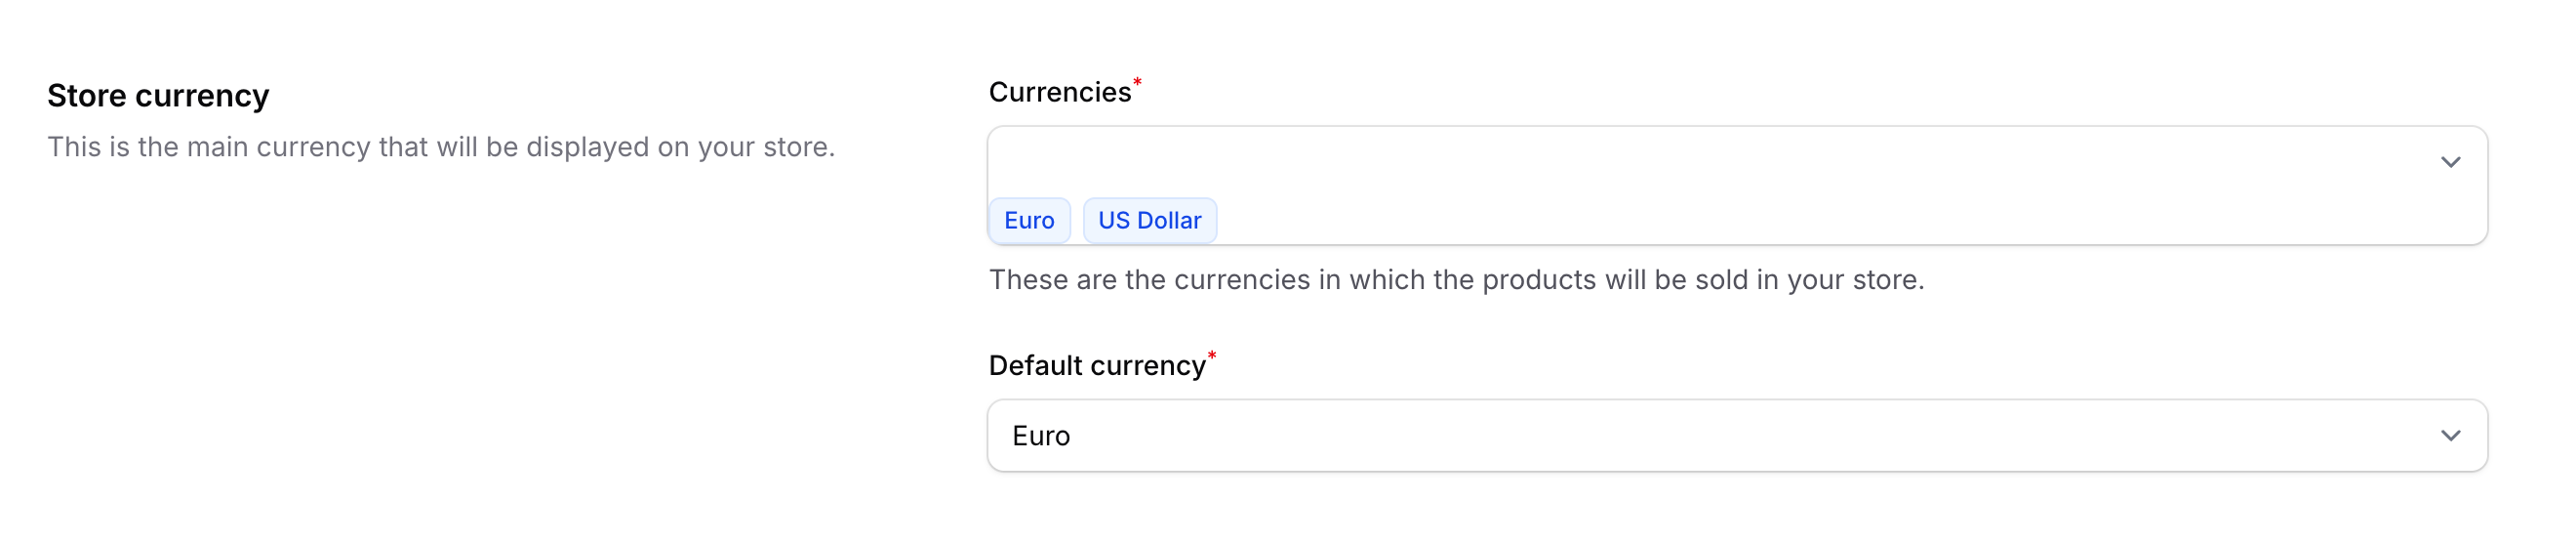 Store currency
This is the main currency that will be displayed on your store.
Currencies*
Euro US Dollar
These are the currencies in which the products will be sold in your store.
Default currency*
Euro